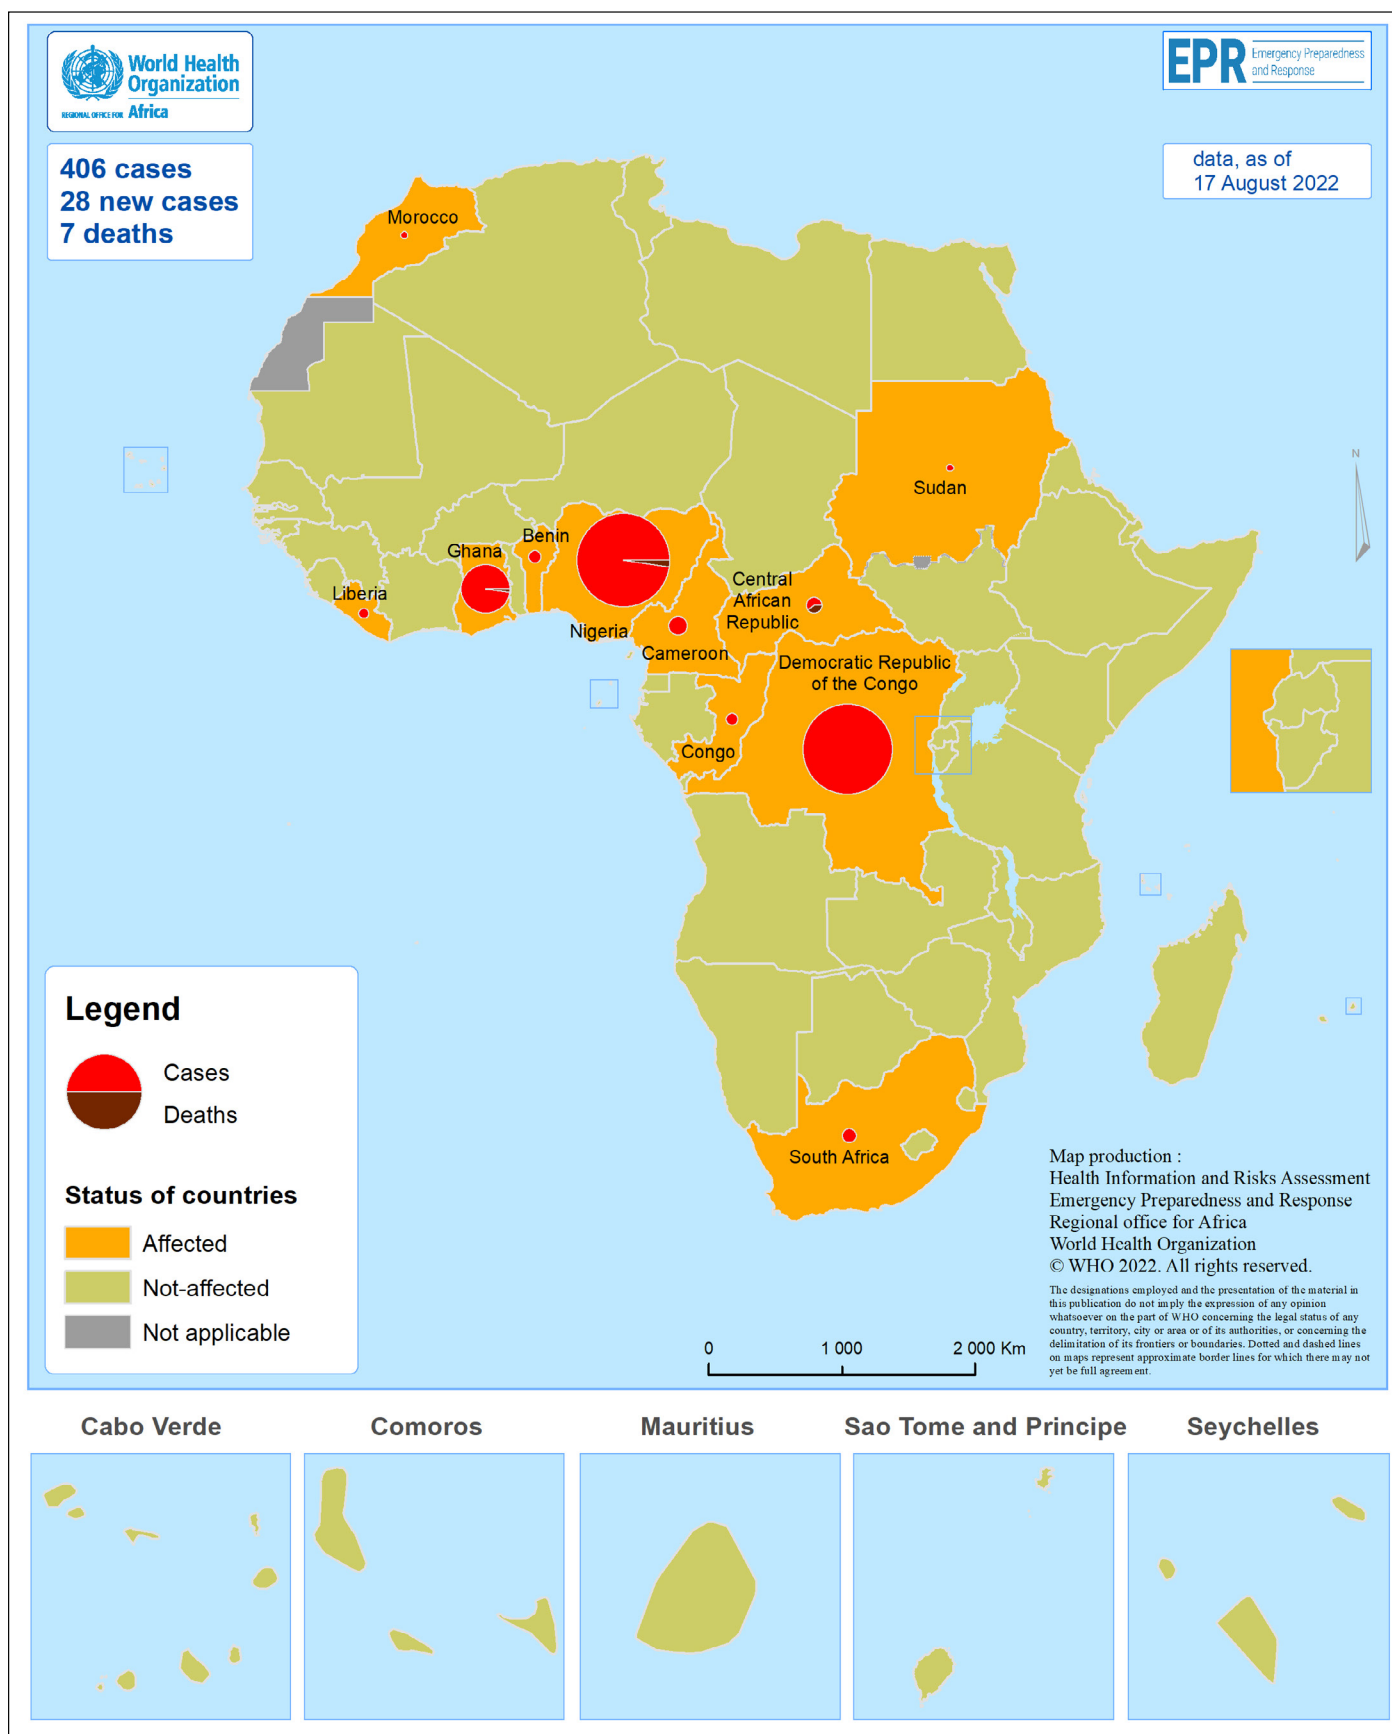 World Health
Organization
REGIONAL OFFICE FOR Africa
EPR Emergency Preparedness
and Response
406 cases
28 new cases
7 deaths
data, as of
17 August 2022
Morocco
Sudan
Benin
Ghana
Liberia
Nigeria
Cameroon
Central
African
Republic
Democratic Republic
of the Congo
Congo
South Africa
N
Legend
Cases
Deaths
Status of countries
Affected
Not-affected
Not applicable
0 1 000 2 000 Km
Map production :
Health Information and Risks Assessment
Emergency Preparedness and Response
Regional office for Africa
World Health Organization
© WHO 2022. All rights reserved.
The designations employed and the presentation of the material in
this publication do not imply the expression of any opinion
whatsoever on the part of WHO concerning the legal status of any
country, territory, city or area or of its authorities, or concerning the
delimitation of its frontiers or boundaries. Dotted and dashed lines
on maps represent approximate border lines for which there may not
yet be full agreement.
Cabo Verde
Comoros
Mauritius
Sao Tome and Principe
Seychelles